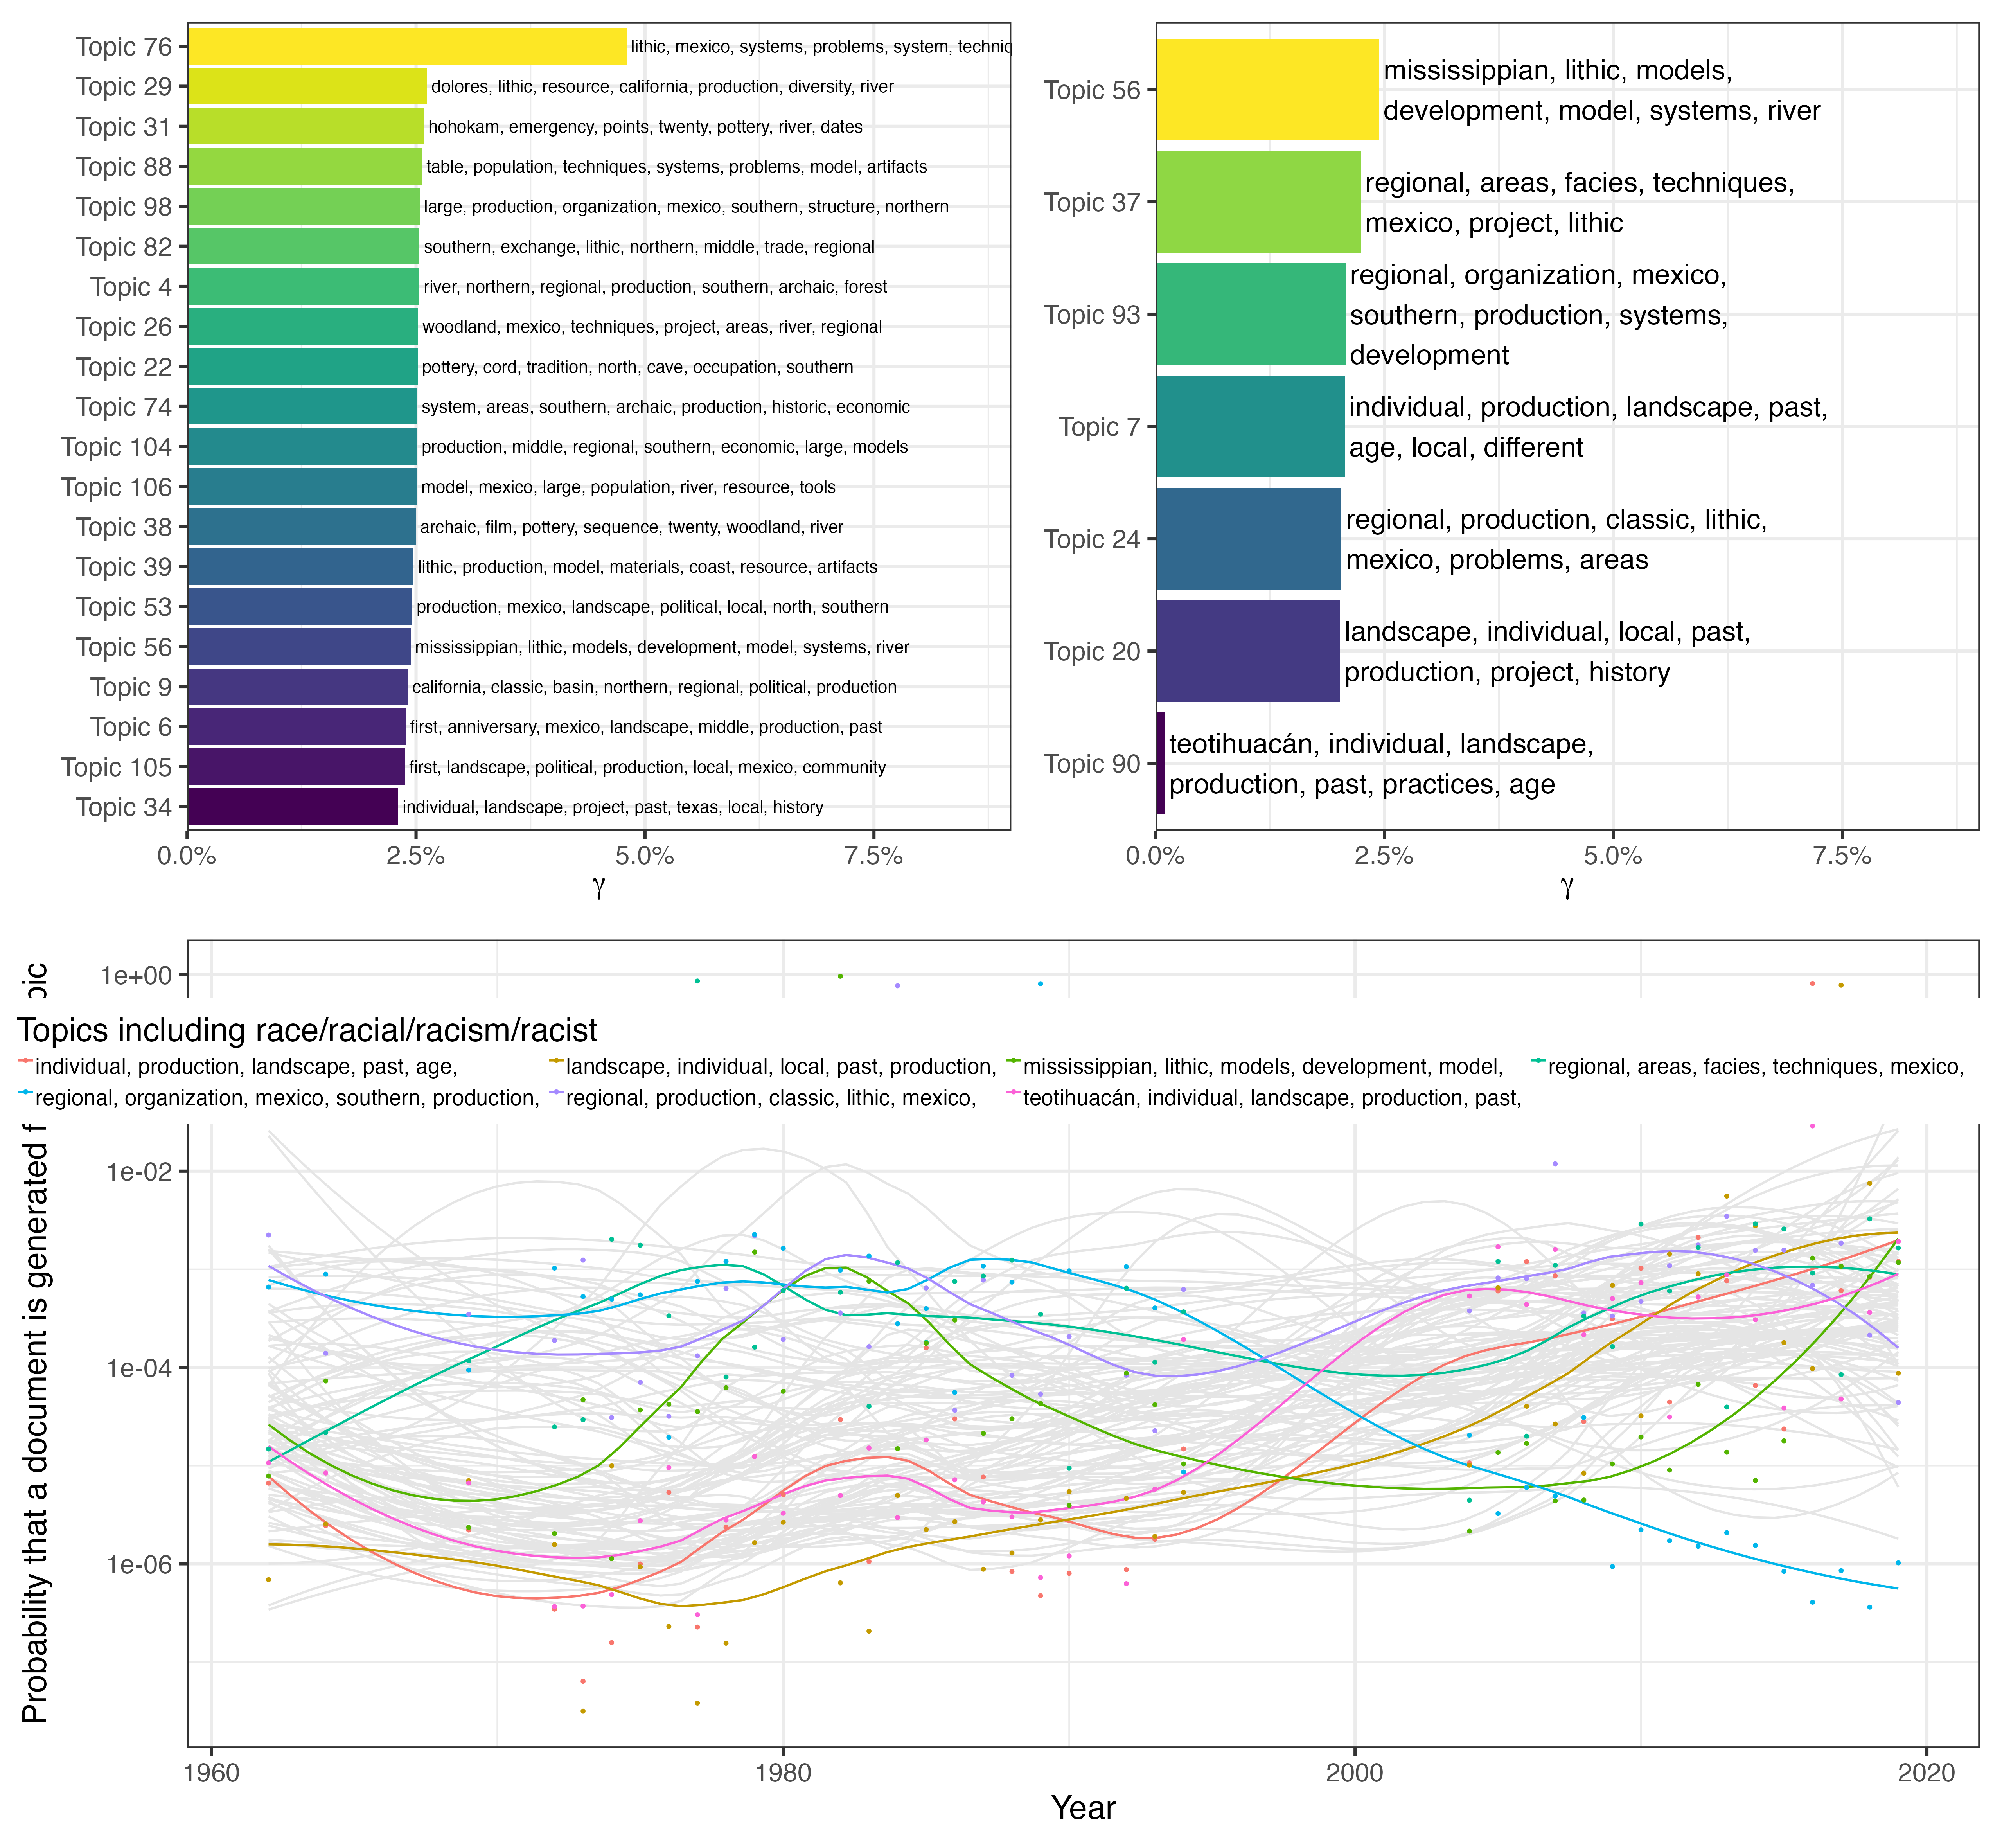 Topic 76 lithic, mexico, systems, problems, system, technic
Topic 29 dolores, lithic, resource, california, production, diversity, river
Topic 31 hohokam, emergency, points, twenty, pottery, river, dates
Topic 88 table, population, techniques, systems, problems, model, artifacts
Topic 98 large, production, organization, mexico, southern, structure, northern
Topic 82 southern, exchange, lithic, northern, middle, trade, regional
Topic 4 river, northern, regional, production, southern, archaic, forest
Topic 26 woodland, mexico, techniques, project, areas, river, regional
Topic 22 pottery, cord, tradition, north, cave, occupation, southern
Topic 74 system, areas, southern, archaic, production, historic, economic
Topic 104 production, middle, regional, southern, economic, large, models
Topic 106 model, mexico, large, population, river, resource, tools
Topic 38 archaic, film, pottery, sequence, twenty, woodland, river
Topic 39 lithic, production, model, materials, coast, resource, artifacts
Topic 53 production, mexico, landscape, political, local, north, southern
Topic 56 mississippian, lithic, models, development, model, systems, river
Topic 9 california, classic, basin, northern, regional, political, production
Topic 6 first, anniversary, mexico, landscape, middle, production, past
Topic 105 first, landscape, political, production, local, mexico, community
Topic 34 individual, landscape, project, past, texas, local, history
0.0% 2.5% 5.0% 7.5%
γ
Topic 56
mississippian, lithic, models,
development, model, systems, river
Topic 37
regional, areas, facies, techniques,
mexico, project, lithic
Topic 93
regional, organization, mexico,
southern, production, systems,
development
Topic 7
individual, production, landscape, past,
age, local, different
Topic 24
regional, production, classic, lithic,
mexico, problems, areas
Topic 20
landscape, individual, local, past,
production, project, history
Topic 90
teotihuacán, individual, landscape,
production, past, practices, age
0.0% 2.5% 5.0% 7.5%
γ
Probability that a document is generated f
pic
1e+00
Topics including race/racial/racism/racist
individual, production, landscape, past, age, landscape, individual, local, past, production, mississippian, lithic, models, development, model, regional, areas, facies, techniques, mexico,
regional, organization, mexico, southern, production, regional, production, classic, lithic, mexico, teotihuacán, individual, landscape, production, past,
1e-02
1e-04
1e-06
1960 1980 2000 2020
Year